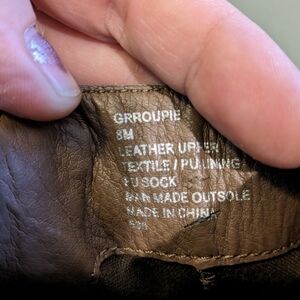 GRROUPIE
8M
LEATHER UPPER
TEXTILE / PU LINING
PU SOCK
MAN MADE OUTSOLE
MADE IN CHINA